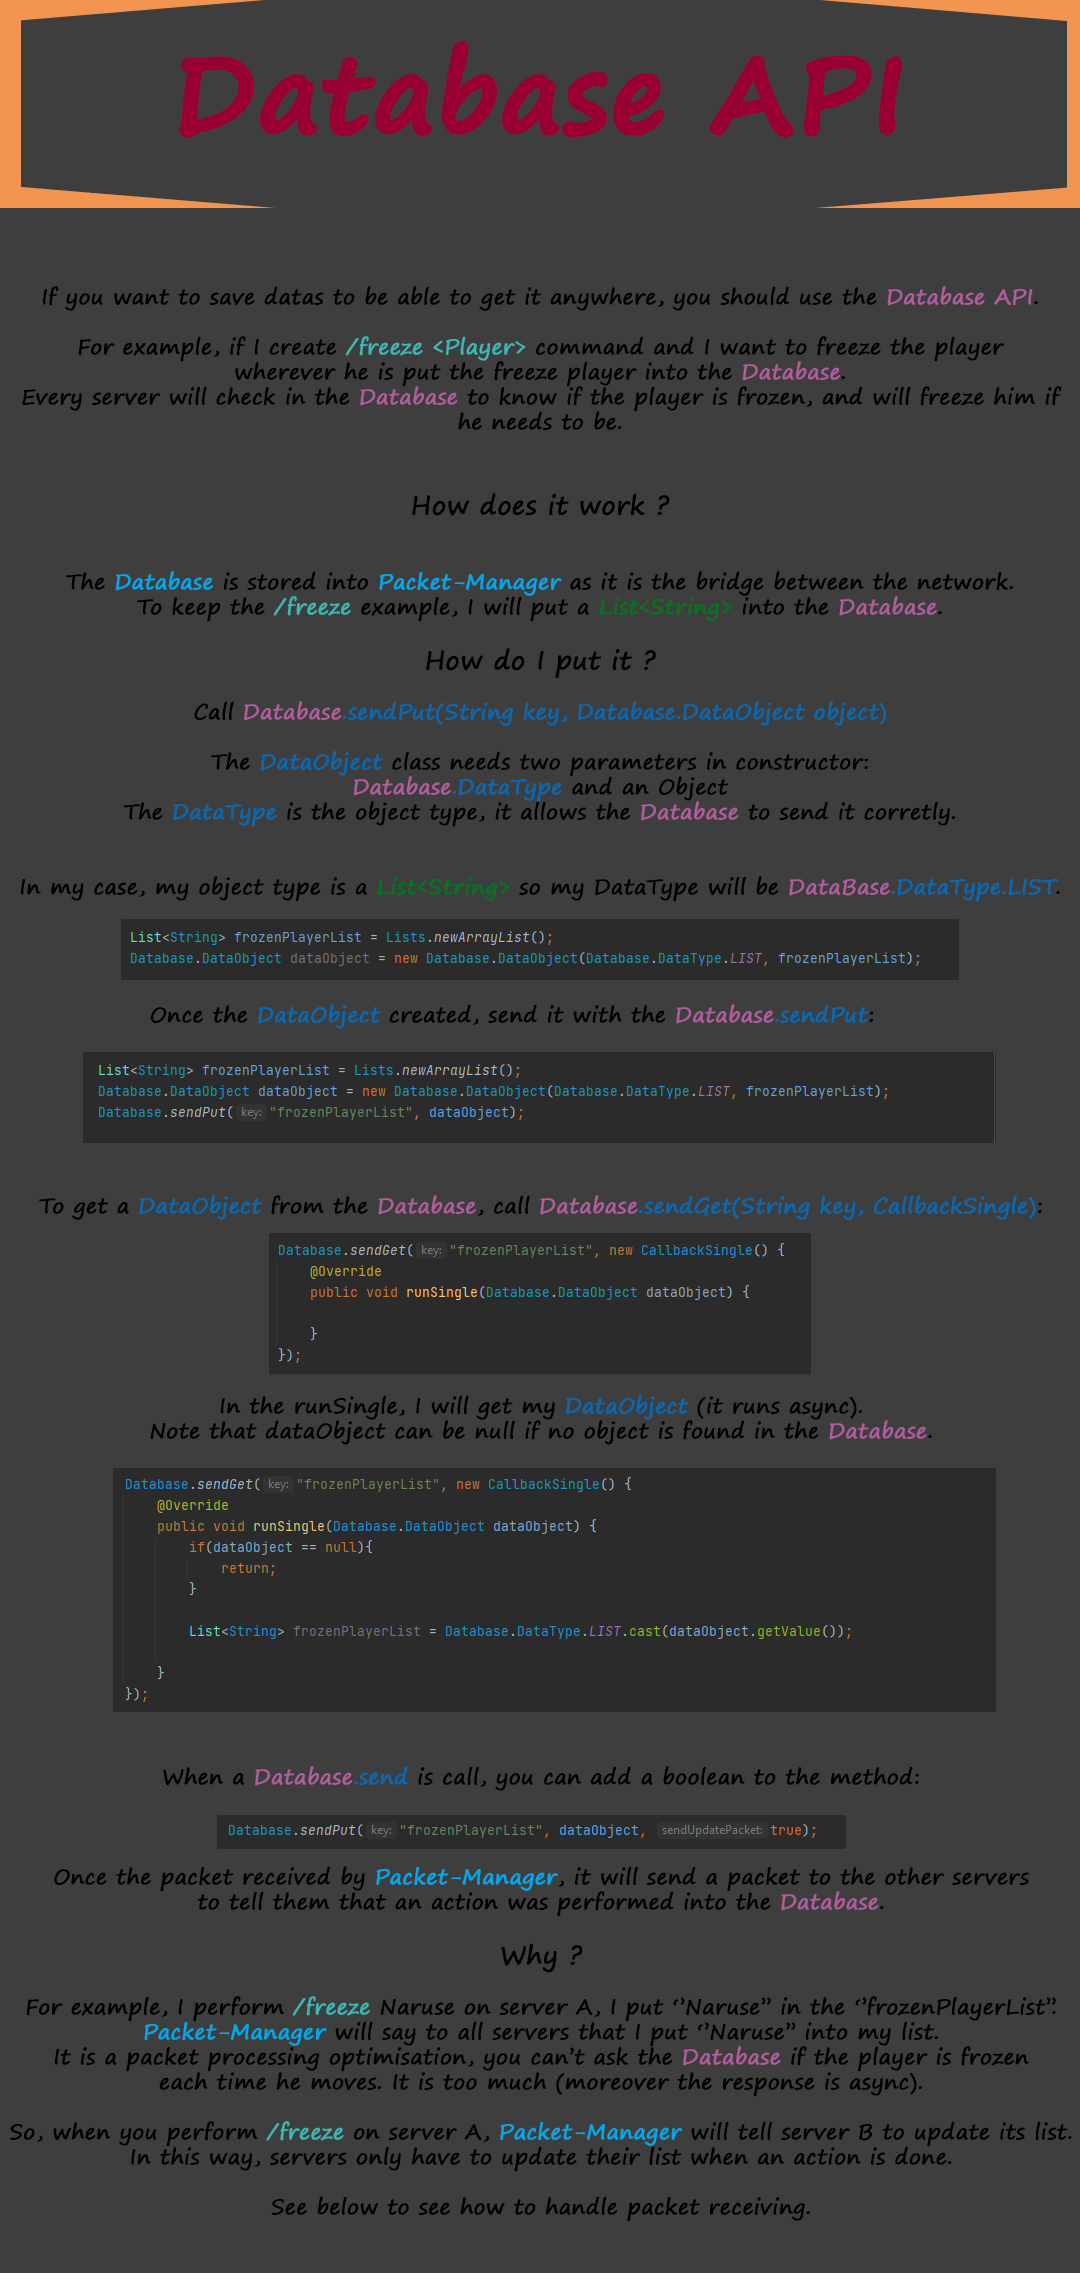 Database API
If you want to save datas to be able to get it anywhere, you should use the Database API.
For example, if I create /freeze <Player> command and I want to freeze the player
wherever he is put the freeze player into the Database.
Every server will check in the Database to know if the player is frozen, and will freeze him if
he needs to be.
How does it work ?
The Database is stored into Packet-Manager as it is the bridge between the network.
To keep the /freeze example, I will put a List<String> into the Database.
How do I put it ?
Call Database.sendPut(String key, Database.DataObject object)
The DataObject class needs two parameters in constructor:
Database.DataType and an Object
The DataType is the object type, it allows the Database to send it corretly.
In my case, my object type is a List<String> so my DataType will be DataBase.DataType.LIST.
List<String> frozenPlayerList = Lists.newArrayList();
Database.DataObject dataObject = new Database.DataObject(Database.DataType.LIST, frozenPlayerList);
Once the DataObject created, send it with the Database.sendPut:
List<String> frozenPlayerList = Lists.newArrayList();
Database.DataObject dataObject = new Database.DataObject(Database.DataType.LIST, frozenPlayerList);
Database.sendPut( key: "frozenPlayerList", dataObject);
To get a DataObject from the Database, call Database.sendGet(String key, CallbackSingle):
Database.sendGet( key: "frozenPlayerList", new CallbackSingle() {
@Override
public void runSingle(Database.DataObject dataObject) {
}
});
In the runSingle, I will get my DataObject (it runs async).
Note that dataObject can be null if no object is found in the Database.
Database.sendGet( key: "frozenPlayerList", new CallbackSingle() {
@Override
public void runSingle(Database.DataObject dataObject) {
if(dataObject == null){
return;
}
List<String> frozenPlayerList = Database.DataType.LIST.cast(dataObject.getValue());
}
});
When a Database.send is call, you can add a boolean to the method:
Database.sendPut( key: "frozenPlayerList", dataObject, sendUpdatePacket: true);
Once the packet received by Packet-Manager, it will send a packet to the other servers
to tell them that an action was performed into the Database.
Why ?
For example, I perform /freeze Naruse on server A, I put ‘’Naruse’’ in the ‘’frozenPlayerList’’.
Packet-Manager will say to all servers that I put ‘’Naruse’’ into my list.
It is a packet processing optimisation, you can’t ask the Database if the player is frozen
each time he moves. It is too much (moreover the response is async).
So, when you perform /freeze on server A, Packet-Manager will tell server B to update its list.
In this way, servers only have to update their list when an action is done.
See below to see how to handle packet receiving.